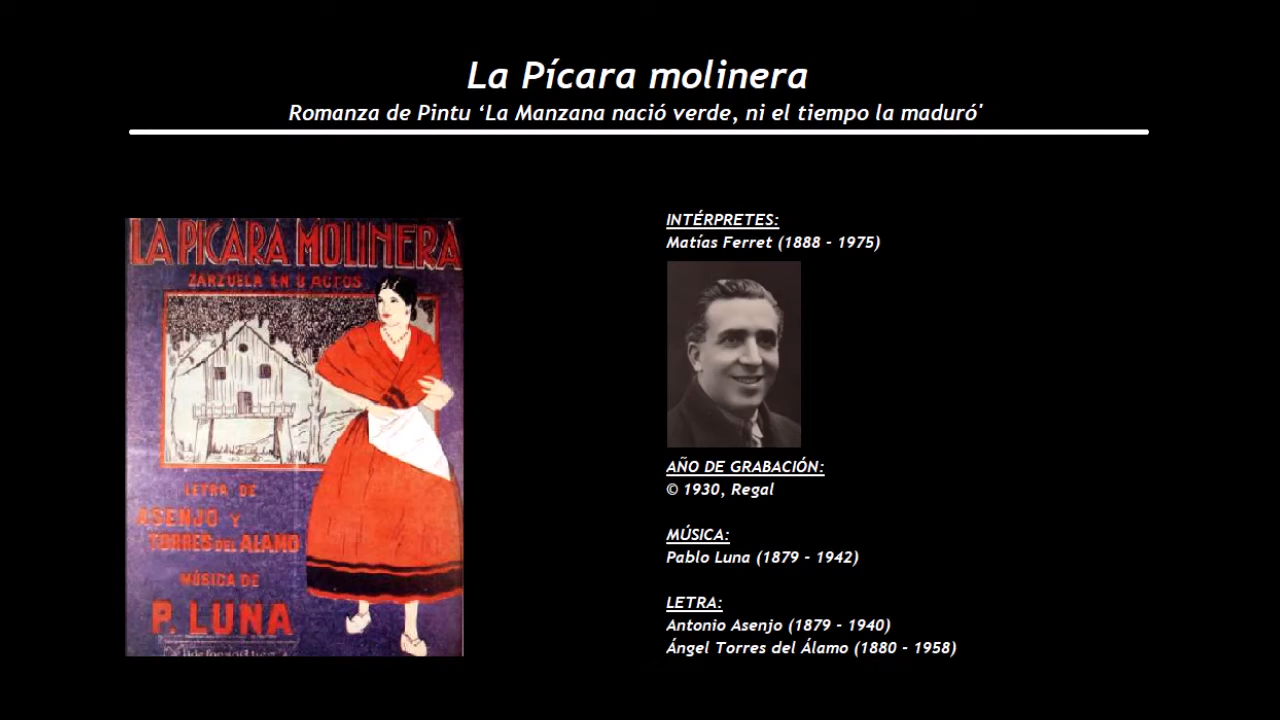 La Pícara molinera
Romanza de Pintu ‘La Manzana nació verde, ni el tiempo la maduró'
LA PICARA MOLINERA
ZARZUELA EN 3 ACTOS
LETRA DE
ASENJO Y
TORRES DEL ALAMO
MÚSICA DE
P. LUNA
INTÉRPRETES:
Matías Ferret (1888 - 1975)
AÑO DE GRABACIÓN:
© 1930, Regal
MÚSICA:
Pablo Luna (1879 - 1942)
LETRA:
Antonio Asenjo (1879 - 1940)
Ángel Torres del Álamo (1880 - 1958)